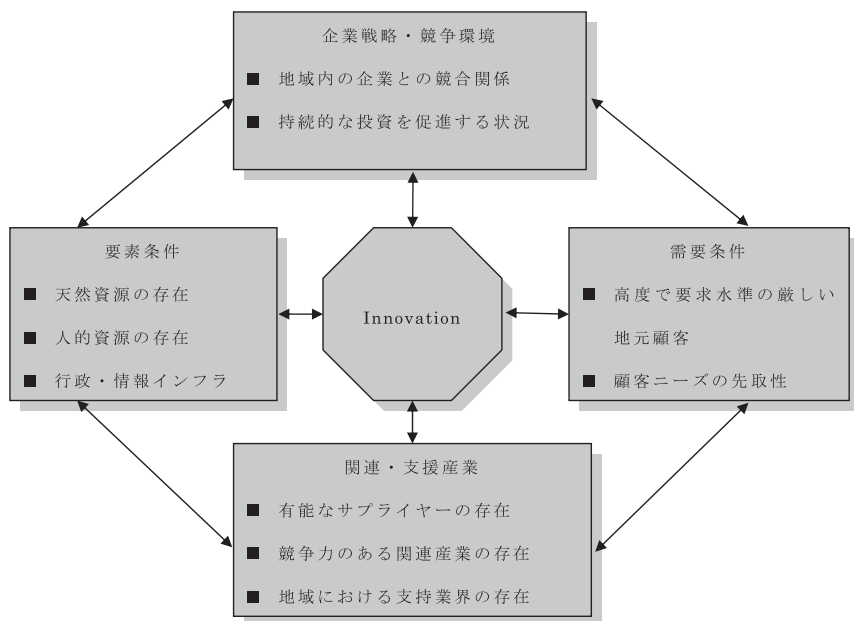 企業戦略・競争環境
■ 地域内の企業との競合関係
■ 持続的な投資を促進する状況
要素条件
■ 天然資源の存在
■ 人的資源の存在
■ 行政・情報インフラ
Innovation
需要条件
■ 高度で要求水準の厳しい
地元顧客
■ 顧客ニーズの先取性
関連・支援産業
■ 有能なサプライヤーの存在
■ 競争力のある関連産業の存在
■ 地域における支持業界の存在